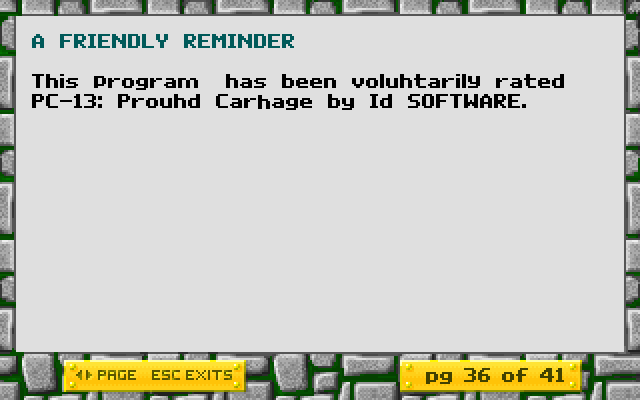 A FRIENDLY REMINDER
This program has been voluhtarily rated
PC-13: Prouhd Carhage by Id SOFTWARE.
PAGE ESC EXITS
pg 36 of 41